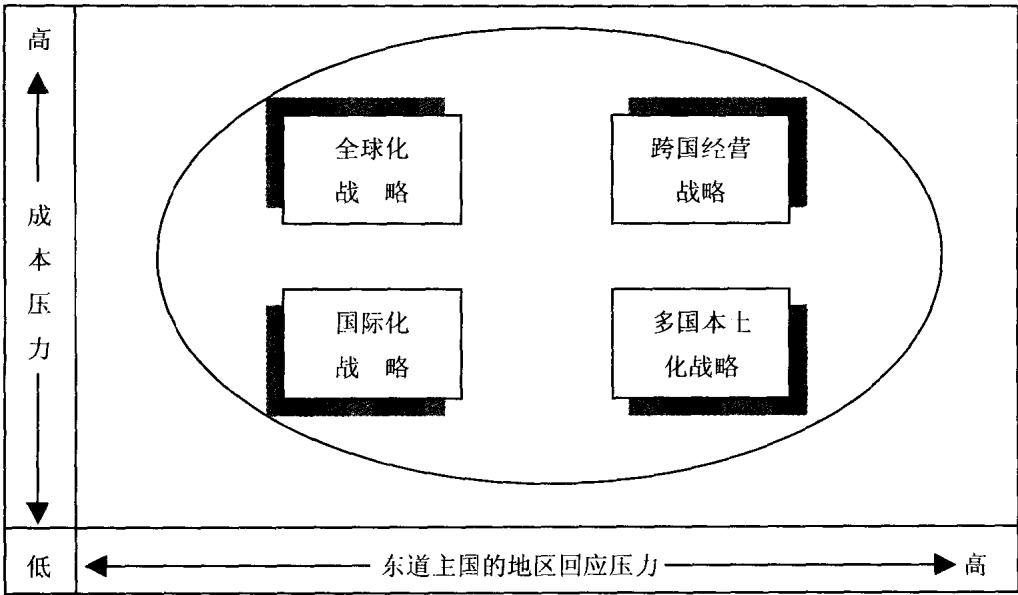 高
成
本
压
力
全球化
战 略
跨国经营
战略
国际化
战 略
多国本土
化战略
低
东道主国的地区回应压力
高